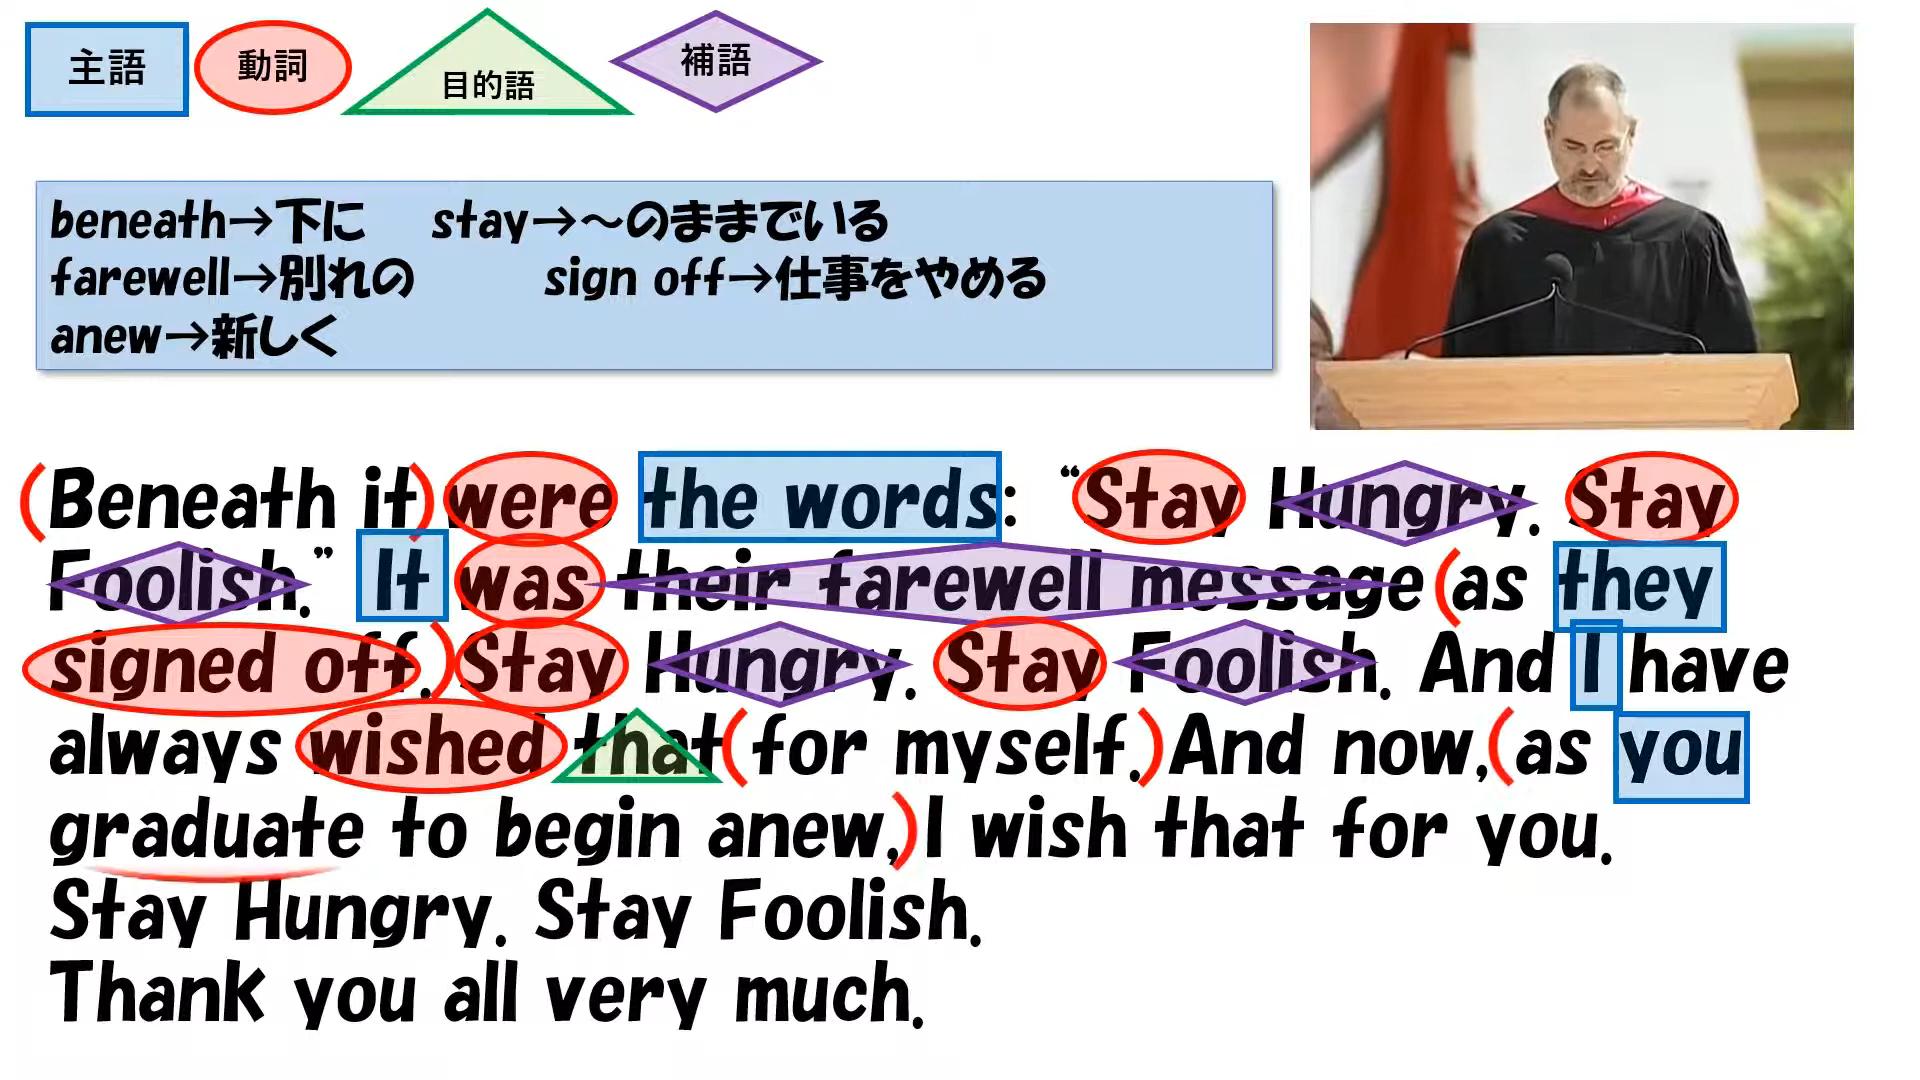 主語 動詞 目的語 補語
beneath→下に stay→～のままでいる
farewell→別れの sign off→仕事をやめる
anew→新しく
(Beneath it) were the words: “Stay Hungry. Stay
Foolish.” It was their farewell message (as they
signed off.) Stay Hungry. Stay Foolish. And I have
always wished that (for myself.) And now, (as you
graduate to begin anew,) I wish that for you.
Stay Hungry. Stay Foolish.
Thank you all very much.